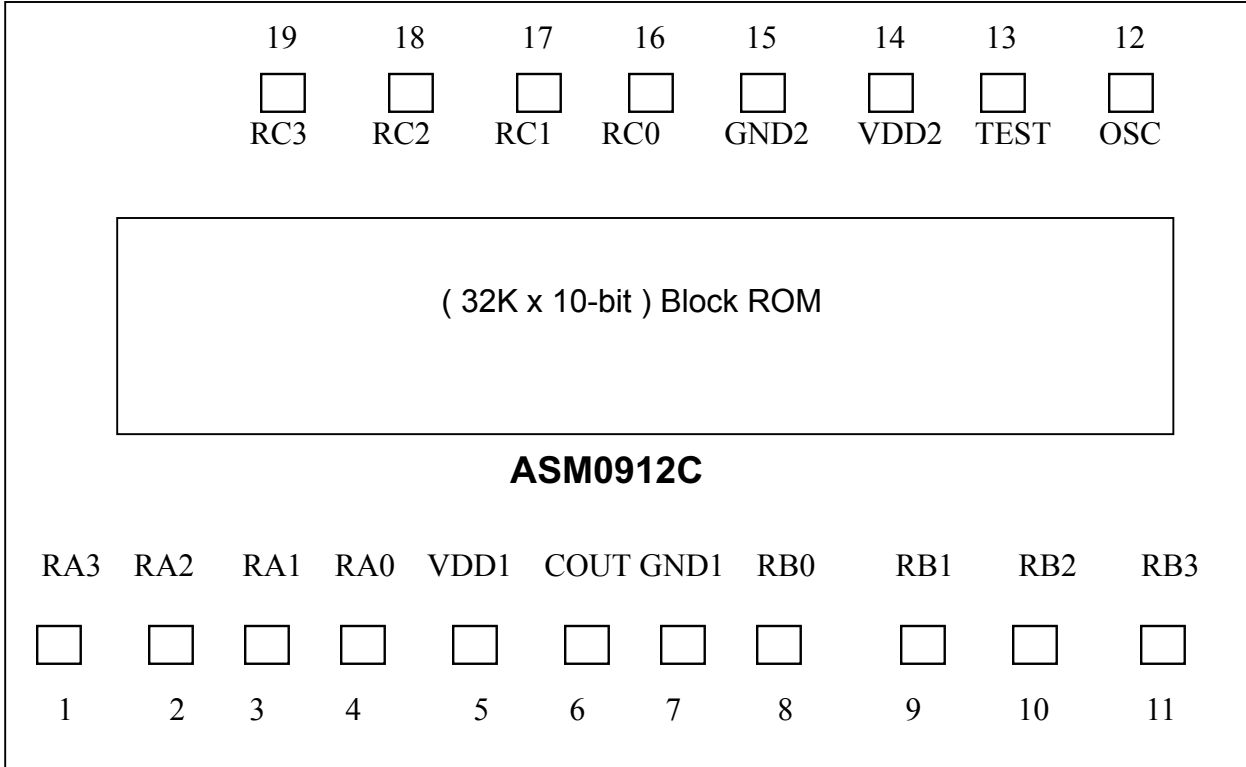 19 18 17 16 15 14 13 12
RC3 RC2 RC1 RC0 GND2 VDD2 TEST OSC
( 32K x 10-bit ) Block ROM
ASM0912C
RA3 RA2 RA1 RA0 VDD1 COUT GND1 RB0 RB1 RB2 RB3
1 2 3 4 5 6 7 8 9 10 11